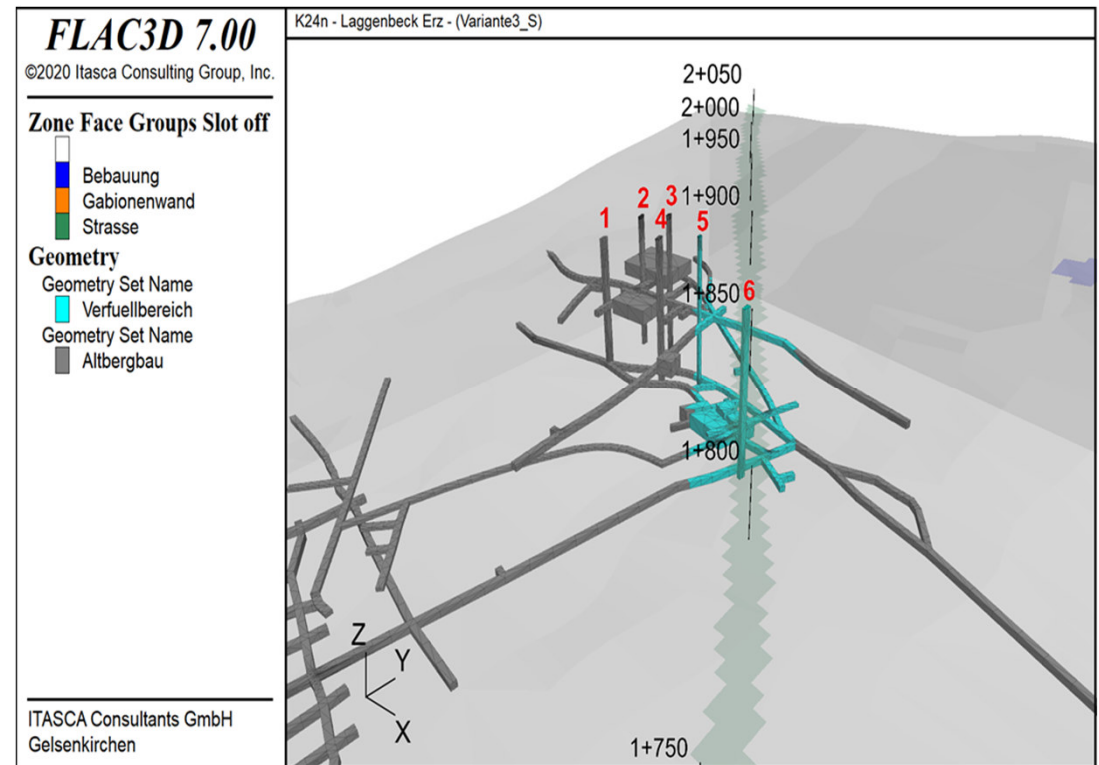 FLAC3D 7.00
©2020 Itasca Consulting Group, Inc.
Zone Face Groups Slot off
Bebauung
Gabionenwand
Strasse
Geometry
Geometry Set Name
Verfuellbereich
Geometry Set Name
Altbergbau
ITASCA Consultants GmbH
Gelsenkirchen
K24n - Laggenbeck Erz - (Variante3_S)
2+050
2+000
1+950
1+900
1
2
3
4
5
1+850
6
1+800
Z
Y
X
1+750